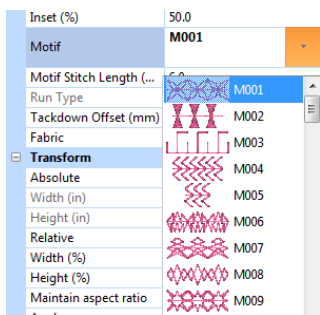 Inset (%) 50.0
Motif M001
Motif Stitch Length (...
Run Type
Tackdown Offset (mm)
Fabric
Transform
Absolute
Width (in)
Height (in)
Relative
Width (%)
Height (%)
Maintain aspect ratio
M001
M002
M003
M004
M005
M006
M007
M008
M009